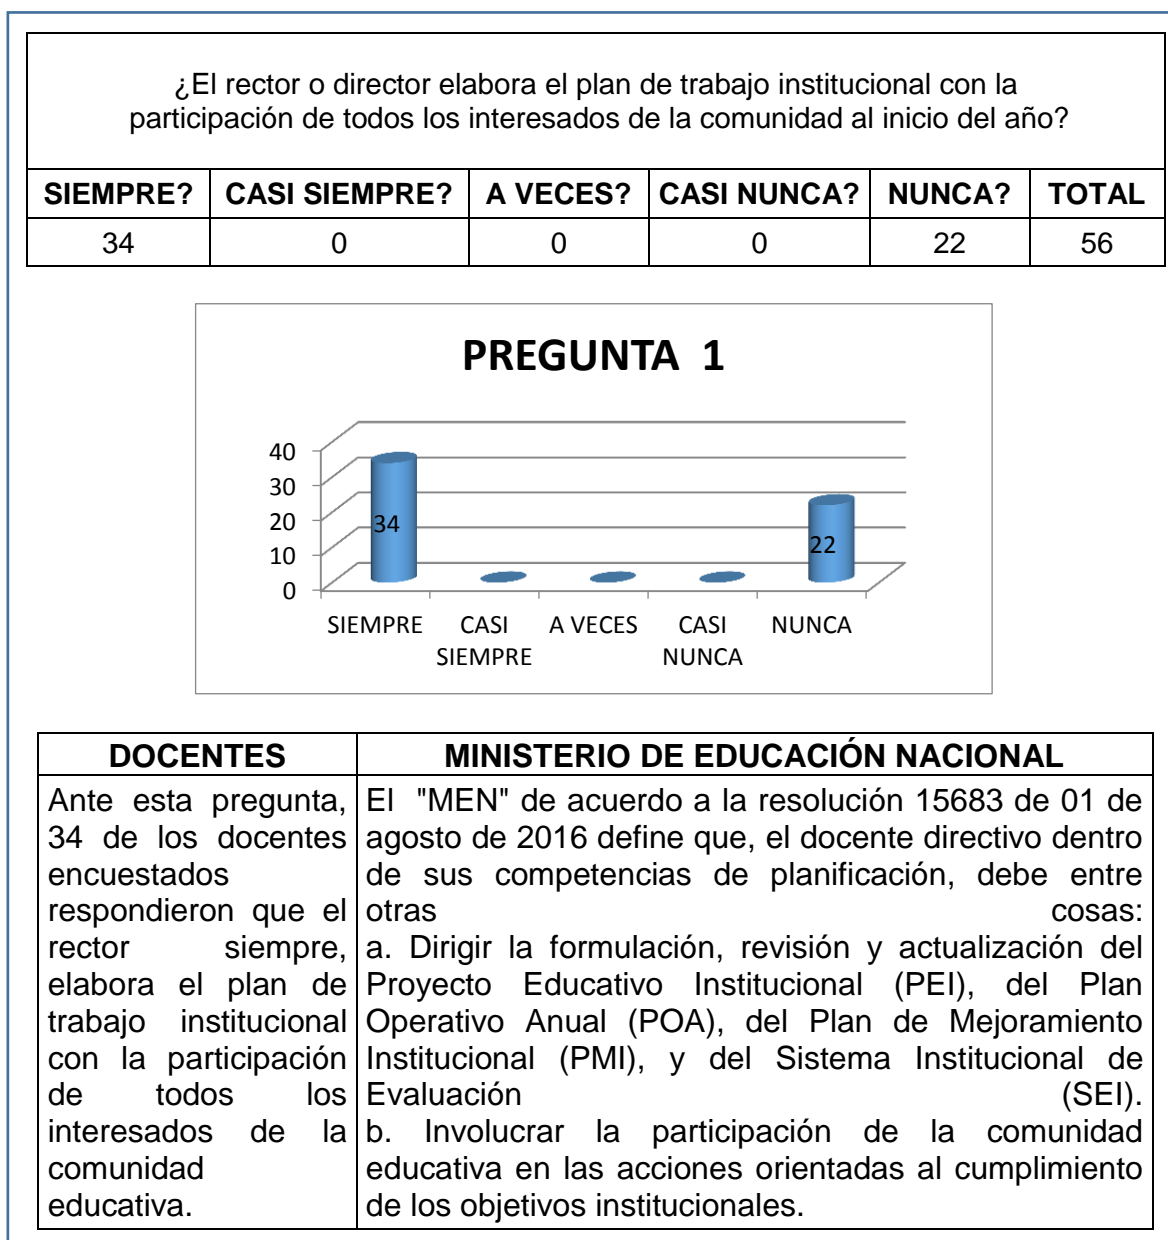 ¿El rector o director elabora el plan de trabajo institucional con la
participación de todos los interesados de la comunidad al inicio del año?
SIEMPRE? CASI SIEMPRE? A VECES? CASI NUNCA? NUNCA? TOTAL
34 0 0 0 22 56
PREGUNTA 1
40
30
20
10
0
34
22
SIEMPRE CASI SIEMPRE A VECES CASI NUNCA NUNCA
DOCENTES
Ante esta pregunta,
34 de los docentes
encuestados
respondieron que el
rector siempre,
elabora el plan de
trabajo institucional
con la participación
de todos los
interesados de la
comunidad
educativa.
MINISTERIO DE EDUCACIÓN NACIONAL
El "MEN" de acuerdo a la resolución 15683 de 01 de
agosto de 2016 define que, el docente directivo dentro
de sus competencias de planificación, debe entre
otras cosas:
a. Dirigir la formulación, revisión y actualización del
Proyecto Educativo Institucional (PEI), del Plan
Operativo Anual (POA), del Plan de Mejoramiento
Institucional (PMI), y del Sistema Institucional de
Evaluación (SEI).
b. Involucrar la participación de la comunidad
educativa en las acciones orientadas al cumplimiento
de los objetivos institucionales.